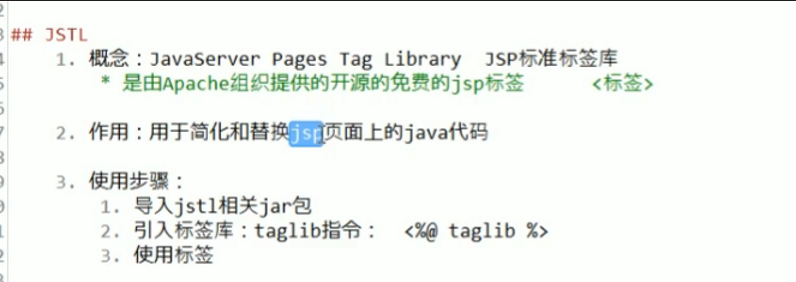 ## JSTL
1. 概念：JavaServer Pages Tag Library  JSP标准标签库
* 是由Apache组织提供的开源的免费的jsp标签    <标签>
2. 作用：用于简化和替换jsp页面上的java代码
3. 使用步骤：
1. 导入jstl相关jar包
2. 引入标签库：taglib指令：  <%@ taglib %>
3. 使用标签